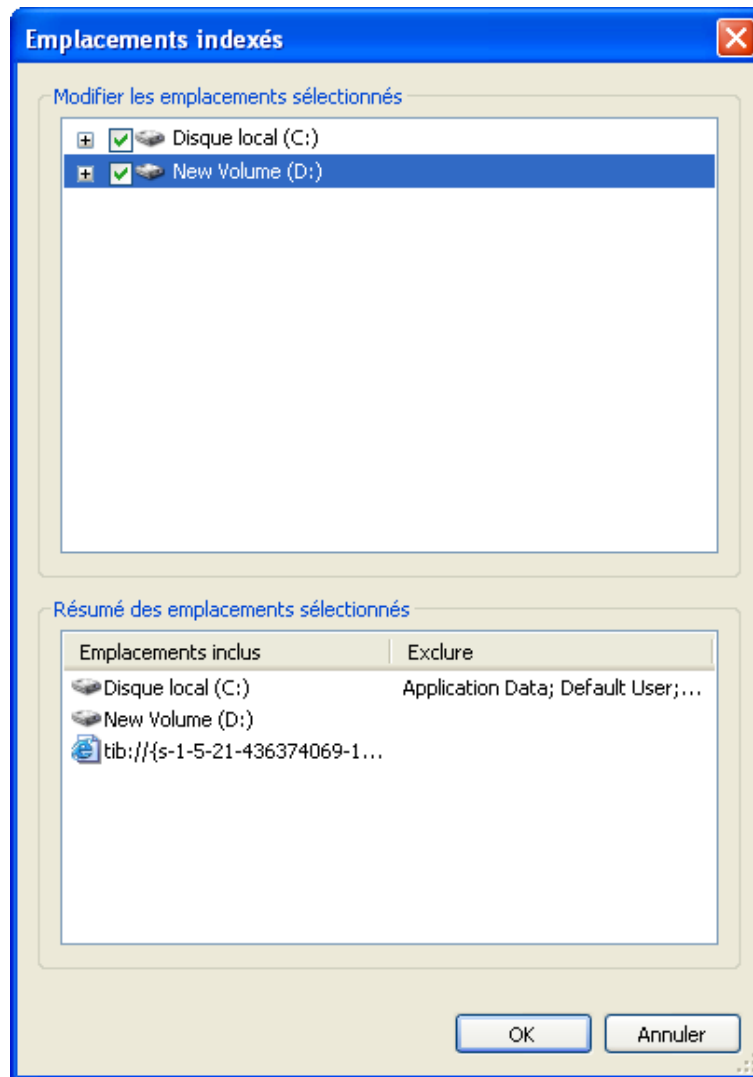 Emplacements indexés
Modifier les emplacements sélectionnés
Disque local (C:)
New Volume (D:)
Résumé des emplacements sélectionnés
Emplacements inclus Exclure
Disque local (C:) Application Data; Default User;...
New Volume (D:)
tib://{s-1-5-21-436374069-1...
OK Annuler